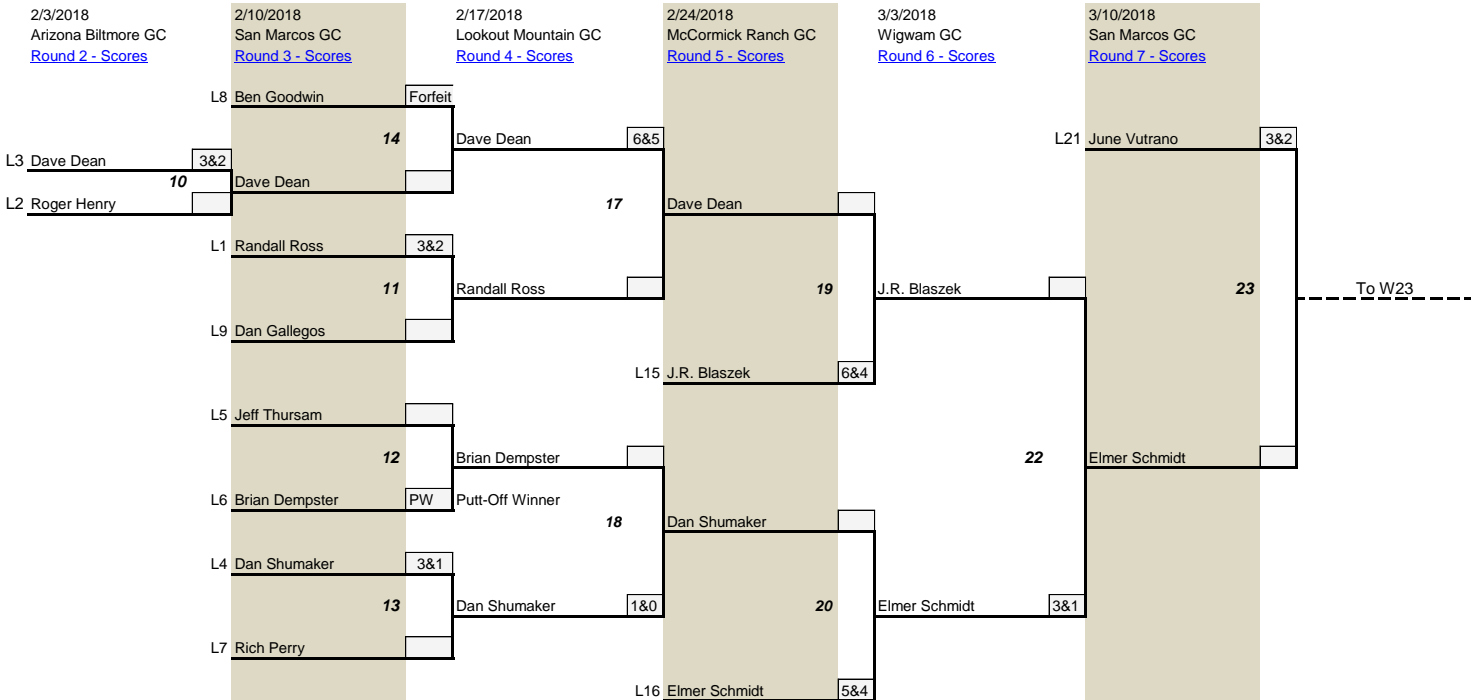 2/3/2018 2/10/2018 2/17/2018 2/24/2018 3/3/2018 3/10/2018
Arizona Biltmore GC San Marcos GC Lookout Mountain GC McCormick Ranch GC Wigwam GC San Marcos GC
Round 2 - Scores Round 3 - Scores Round 4 - Scores Round 5 - Scores Round 6 - Scores Round 7 - Scores
L8 Ben Goodwin Forfeit
14 Dave Dean 6&5 L21 June Vutrano 3&2
L3 Dave Dean 3&2
10 Dave Dean
L2 Roger Henry 17 Dave Dean
L1 Randall Ross 3&2
11 Randall Ross 19 J.R. Blaszek 23 To W23
L9 Dan Gallegos
L15 J.R. Blaszek 6&4
L5 Jeff Thursam
12 Brian Dempster 22 Elmer Schmidt
L6 Brian Dempster PW Putt-Off Winner
18 Dan Shumaker
L4 Dan Shumaker 3&1
13 Dan Shumaker 1&0 20 Elmer Schmidt 3&1
L7 Rich Perry
L16 Elmer Schmidt 5&4